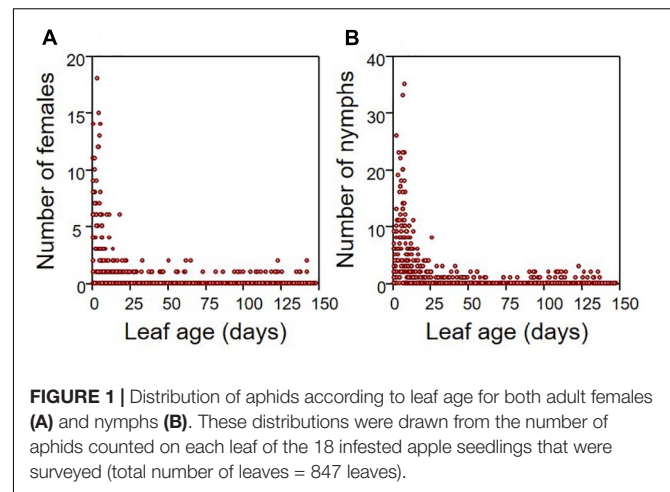 A
B
20
15
10
5
0
Number of females
0 25 50 75 100 125 150
Leaf age (days)
40
30
20
10
0
Number of nymphs
0 25 50 75 100 125 150
Leaf age (days)
FIGURE 1 | Distribution of aphids according to leaf age for both adult females
(A) and nymphs (B). These distributions were drawn from the number of
aphids counted on each leaf of the 18 infested apple seedlings that were
surveyed (total number of leaves = 847 leaves).